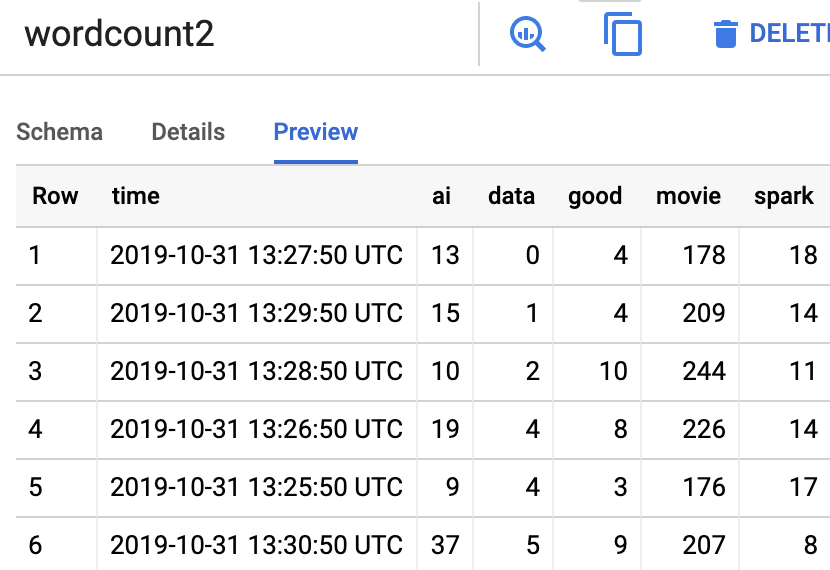 wordcount2 DELETE
Schema Details Preview
Row time ai data good movie spark
1 2019-10-31 13:27:50 UTC 13 0 4 178 18
2 2019-10-31 13:29:50 UTC 15 1 4 209 14
3 2019-10-31 13:28:50 UTC 10 2 10 244 11
4 2019-10-31 13:26:50 UTC 19 4 8 226 14
5 2019-10-31 13:25:50 UTC 9 4 3 176 17
6 2019-10-31 13:30:50 UTC 37 5 9 207 8